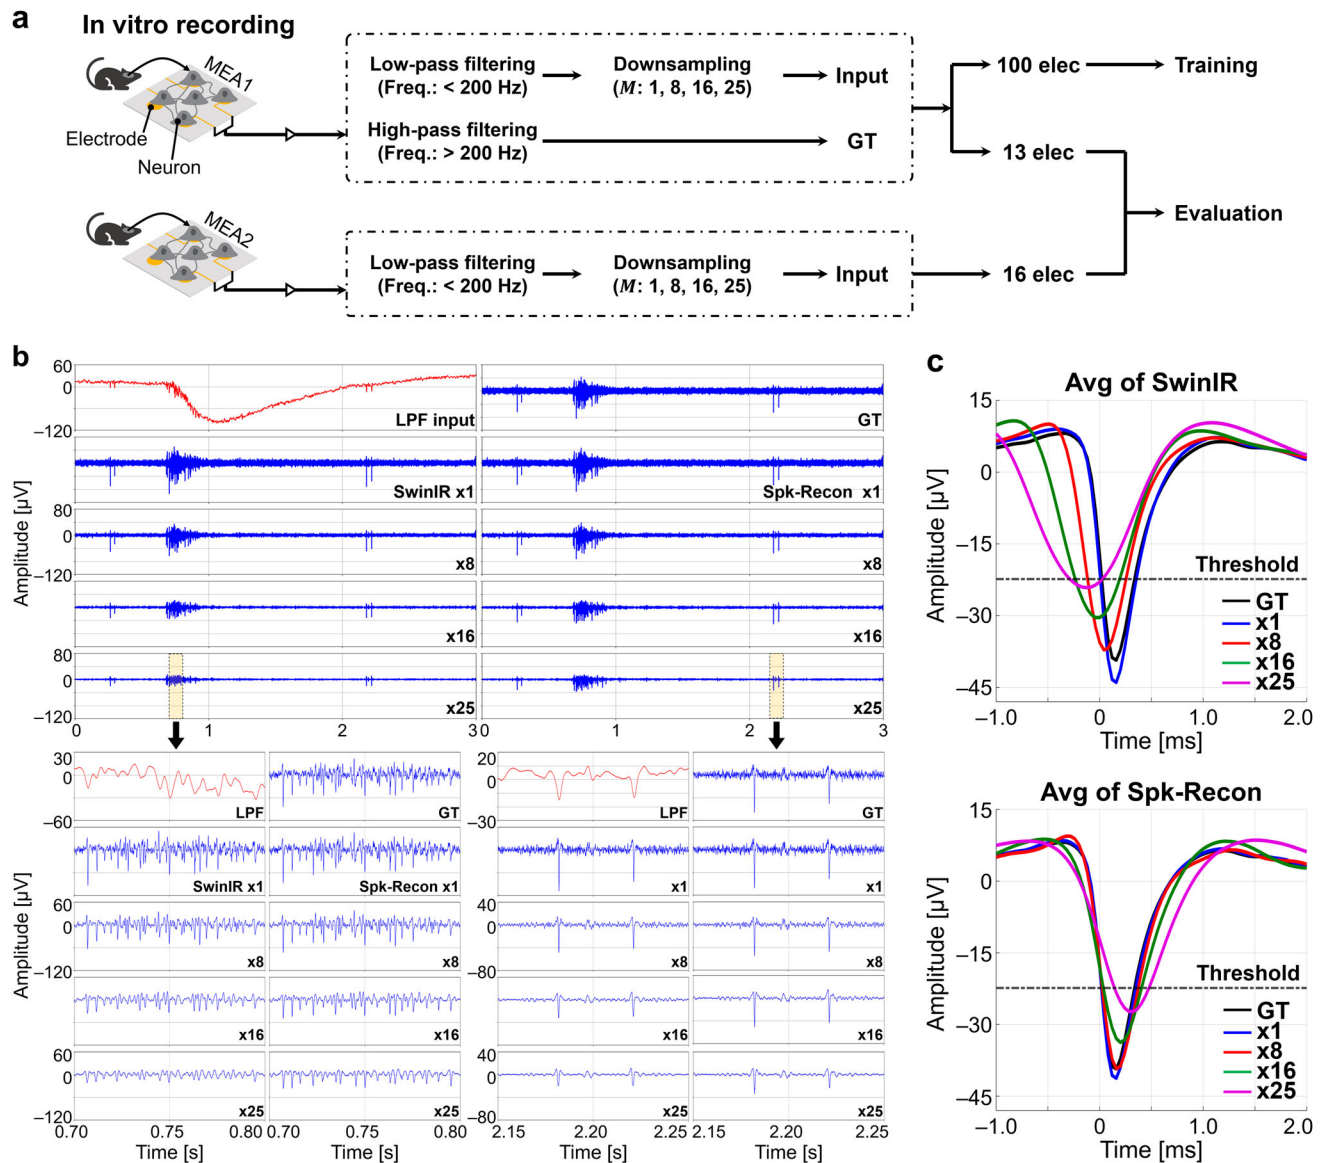 a
In vitro recording
MEA1
Electrode
Neuron
Low-pass filtering
(Freq.: < 200 Hz)
Downsampling
(M: 1, 8, 16, 25)
Input
High-pass filtering
(Freq.: > 200 Hz)
GT
100 elec
Training
13 elec
Evaluation
MEA2
Low-pass filtering
(Freq.: < 200 Hz)
Downsampling
(M: 1, 8, 16, 25)
Input
16 elec
b
Amplitude [µV]
60
0
−120
LPF input
GT
SwinIR x1
Spk-Recon x1
80
0
−120
x8
x8
x16
x16
80
0
−120
x25
x25
0 1 2 3
0 1 2 3
Amplitude [µV]
30
0
−60
LPF
GT
20
0
−30
LPF
GT
SwinIR x1
Spk-Recon x1
x1
x1
60
0
−120
x8
x8
40
0
−80
x8
x8
x16
x16
x16
x16
60
0
−120
x25
x25
40
0
−80
x25
x25
0.70 0.75 0.80
0.70 0.75 0.80
2.15 2.20 2.25
2.15 2.20 2.25
Time [s]
Time [s]
Time [s]
Time [s]
c
Avg of SwinIR
Amplitude [µV]
15
0
−15
−30
−45
Threshold
GT
x1
x8
x16
x25
−1.0 0 1.0 2.0
Time [ms]
Avg of Spk-Recon
Amplitude [µV]
15
0
−15
−30
−45
Threshold
GT
x1
x8
x16
x25
−1.0 0 1.0 2.0
Time [ms]